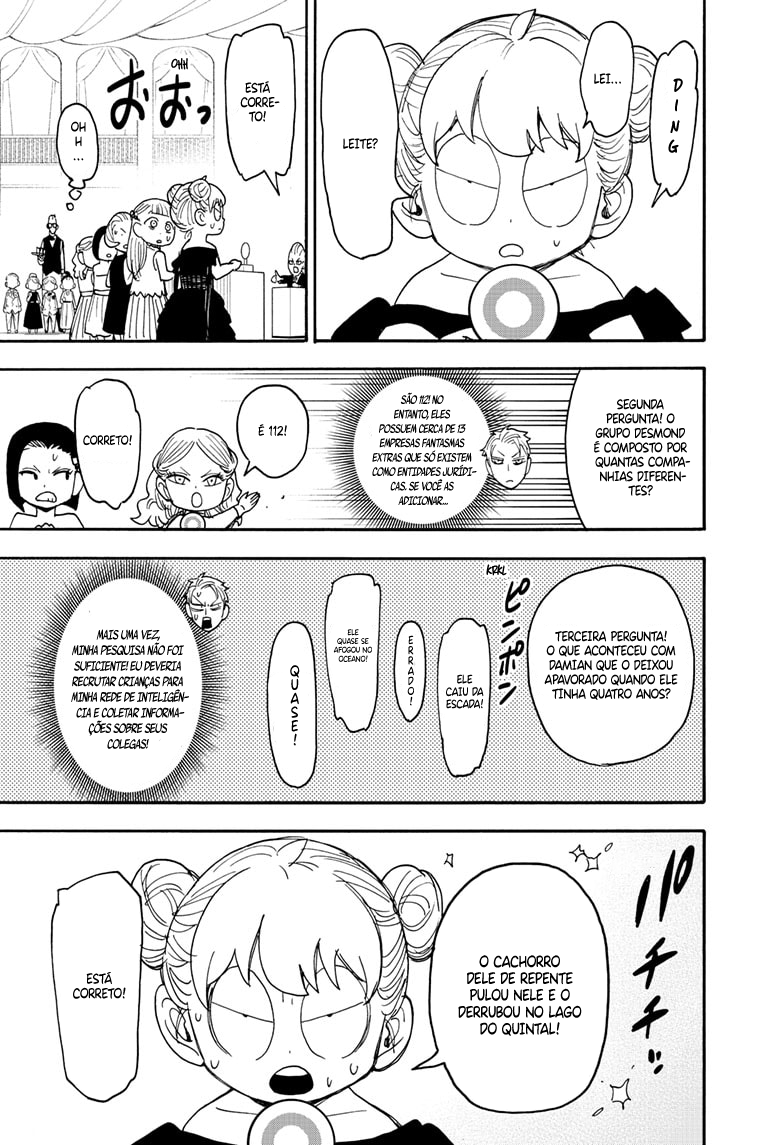 DING
LEI...
LEITE?
ESTÁ
CORRE-
TO!
OHH
おおっ
OH
H
...
SEGUNDA
PERGUNTA! O
GRUPO DESMOND
É COMPOSTO POR
QUANTAS COMPA-
NHIAS DIFEREN-
TES?
SÃO 112! NO
ENTANTO, ELES
POSSUEM CERCA DE 13
EMPRESAS FANTASMAS
EXTRAS QUE SÓ EXISTEM
COMO ENTIDADES JURÍDI-
CAS. SE VOCÊ AS
ADICIONAR...
É 112!
CORRETO!
TERCEIRA PERGUNTA!
O QUE ACONTECEU COM
DAMIAN QUE O DEIXOU
APAVORADO QUANDO ELE
TINHA QUATRO ANOS?
KRKL
ピンポン
ELE
CAIU DA
ESCADA!
ERRADO!
ELE
QUASE SE
AFOGOU NO
OCEANO!
QUASE!
MAIS UMA VEZ,
MINHA PESQUISA NÃO FOI
SUFICIENTE! EU DEVERIA
RECRUTAR CRIANÇAS PARA
MINHA REDE DE INTELIGÊN-
CIA E COLETAR INFORMA-
ÇÕES SOBRE SEUS
COLEGAS!
パチチッ
O CACHORRO
DELE DE REPENTE
PULOU NELE E O
DERRUBOU NO LAGO
DO QUINTAL!
ESTÁ
CORRETO!